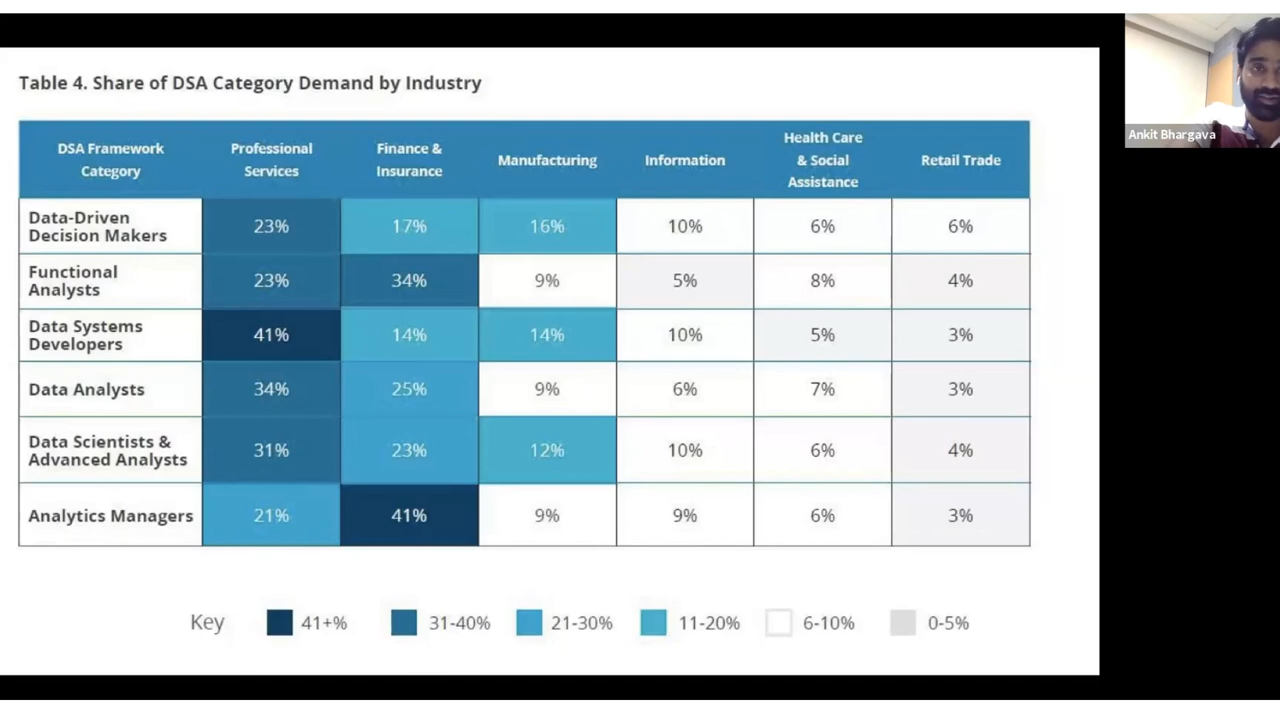 Table 4. Share of DSA Category Demand by Industry
DSA Framework
Category
Professional
Services
Finance &
Insurance
Manufacturing
Information
Health Care
& Social
Assistance
Retail Trade
Data-Driven
Decision Makers
23%
17%
16%
10%
6%
6%
Functional
Analysts
23%
34%
9%
5%
8%
4%
Data Systems
Developers
41%
14%
14%
10%
5%
3%
Data Analysts
34%
25%
9%
6%
7%
3%
Data Scientists &
Advanced Analysts
31%
23%
12%
10%
6%
4%
Analytics Managers
21%
41%
9%
9%
6%
3%
Key
41+%
31-40%
21-30%
11-20%
6-10%
0-5%
Ankit Bhargava